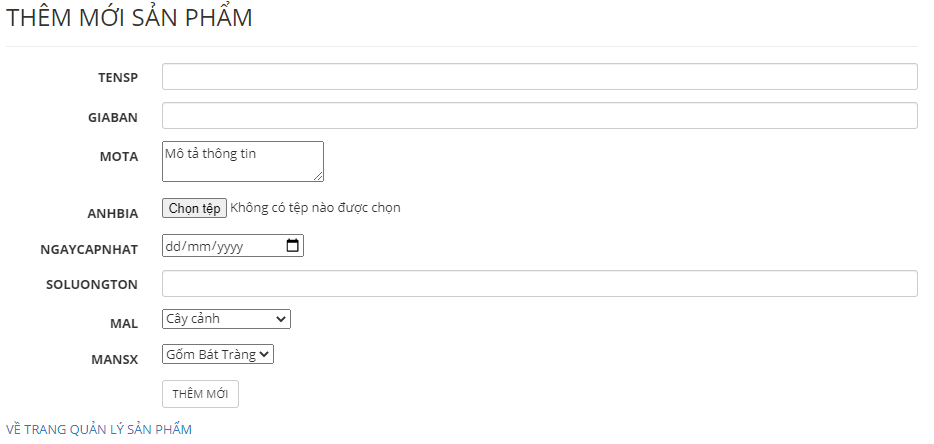 THÊM MỚI SẢN PHẨM
TENSP
GIABAN
MOTA Mô tả thông tin
ANHBIA Chọn tệp Không có tệp nào được chọn
NGAYCAPNHAT dd/mm/yyyy
SOLUONGTON
MAL Cây cảnh
MANSX Gốm Bát Tràng
THÊM MỚI
VỀ TRANG QUẢN LÝ SẢN PHẨM